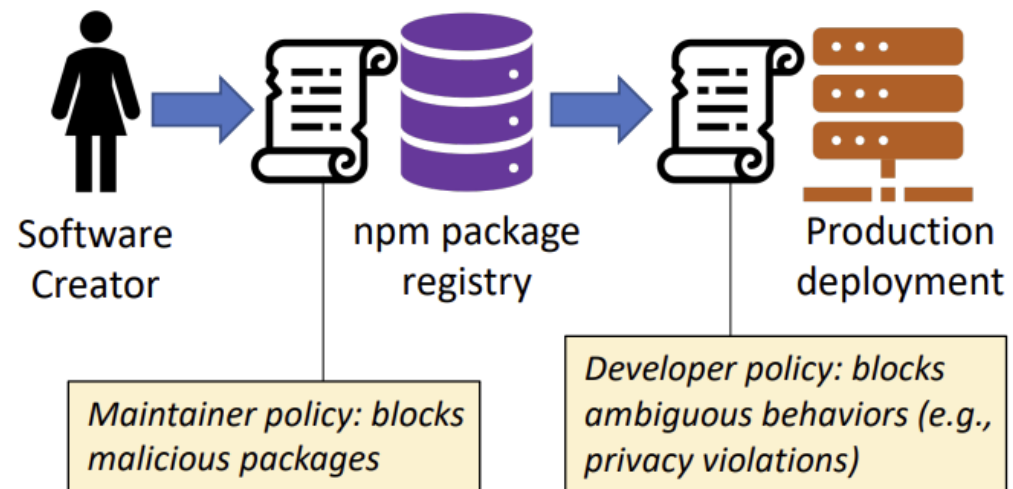 Software
Creator
npm package
registry
Production
deployment
Maintainer policy: blocks
malicious packages
Developer policy: blocks
ambiguous behaviors (e.g.,
privacy violations)